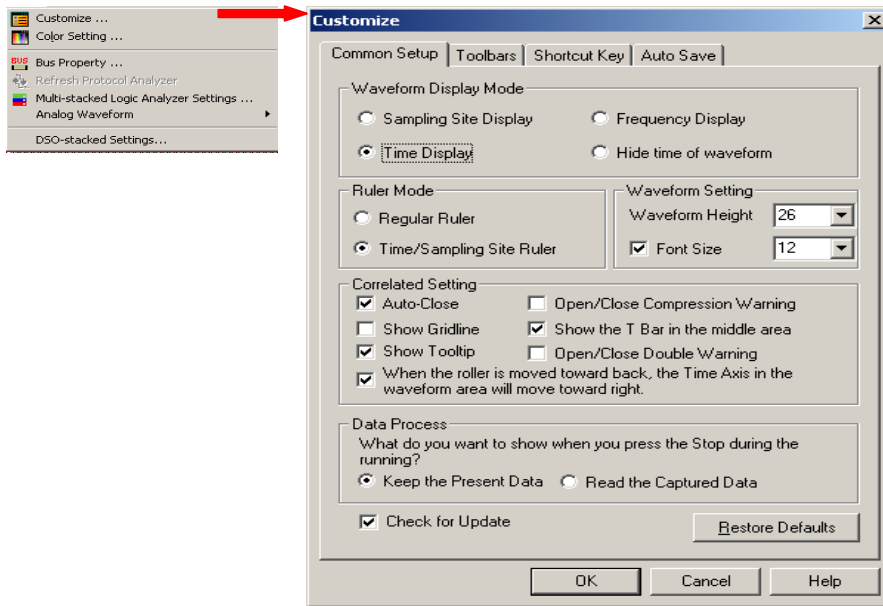 Customize ...
Color Setting ...
BUS Bus Property ...
Refresh Protocol Analyzer
Multi-stacked Logic Analyzer Settings ...
Analog Waveform
DSO-stacked Settings...
Customize
Common Setup Toolbars Shortcut Key Auto Save
Waveform Display Mode
Sampling Site Display Frequency Display
Time Display Hide time of waveform
Ruler Mode
Regular Ruler
Time/Sampling Site Ruler
Waveform Setting
Waveform Height 26
Font Size 12
Correlated Setting
Auto-Close Open/Close Compression Warning
Show Gridline Show the T Bar in the middle area
Show Tooltip Open/Close Double Warning
When the roller is moved toward back, the Time Axis in the
waveform area will move toward right.
Data Process
What do you want to show when you press the Stop during the
running?
Keep the Present Data Read the Captured Data
Check for Update
Restore Defaults
OK Cancel Help